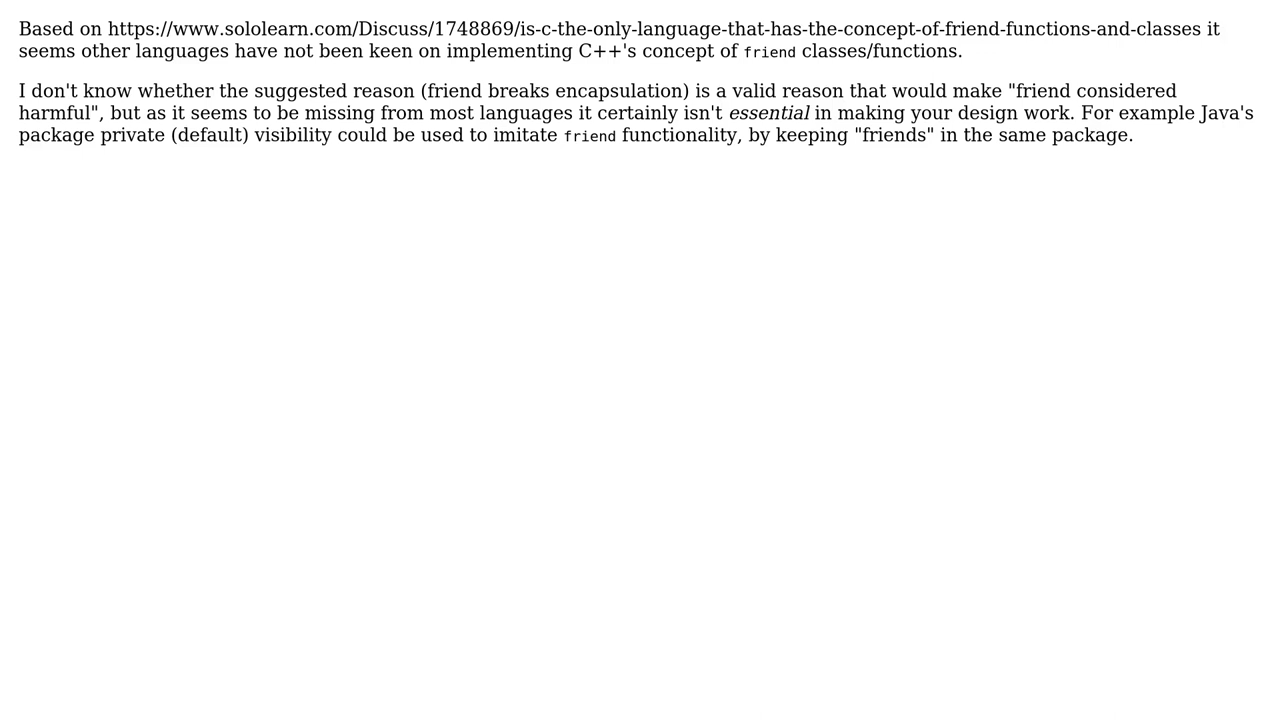 Based on https://www.sololearn.com/Discuss/1748869/is-c-the-only-language-that-has-the-concept-of-friend-functions-and-classes it
seems other languages have not been keen on implementing C++'s concept of friend classes/functions.
I don't know whether the suggested reason (friend breaks encapsulation) is a valid reason that would make "friend considered
harmful", but as it seems to be missing from most languages it certainly isn't essential in making your design work. For example Java's
package private (default) visibility could be used to imitate friend functionality, by keeping "friends" in the same package.